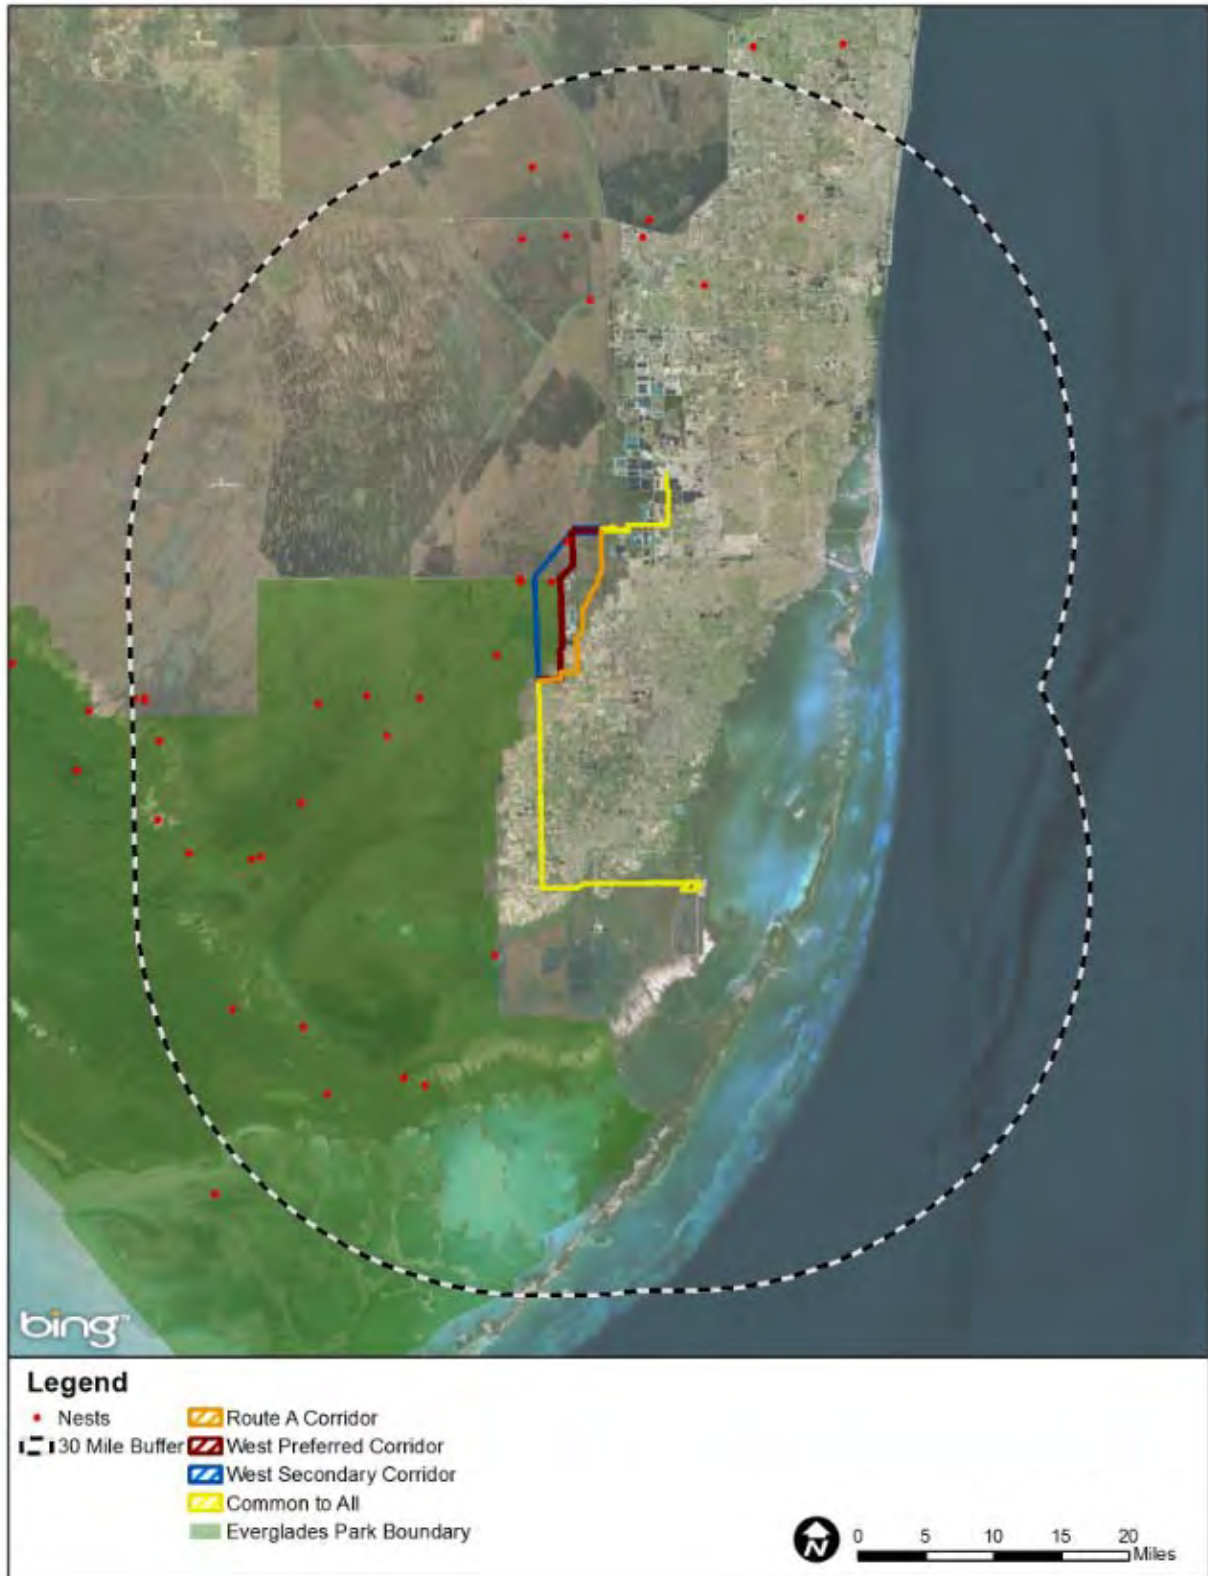 bing™
Legend
Nests
30 Mile Buffer
Route A Corridor
West Preferred Corridor
West Secondary Corridor
Common to All
Everglades Park Boundary
N
0 5 10 15 20
Miles